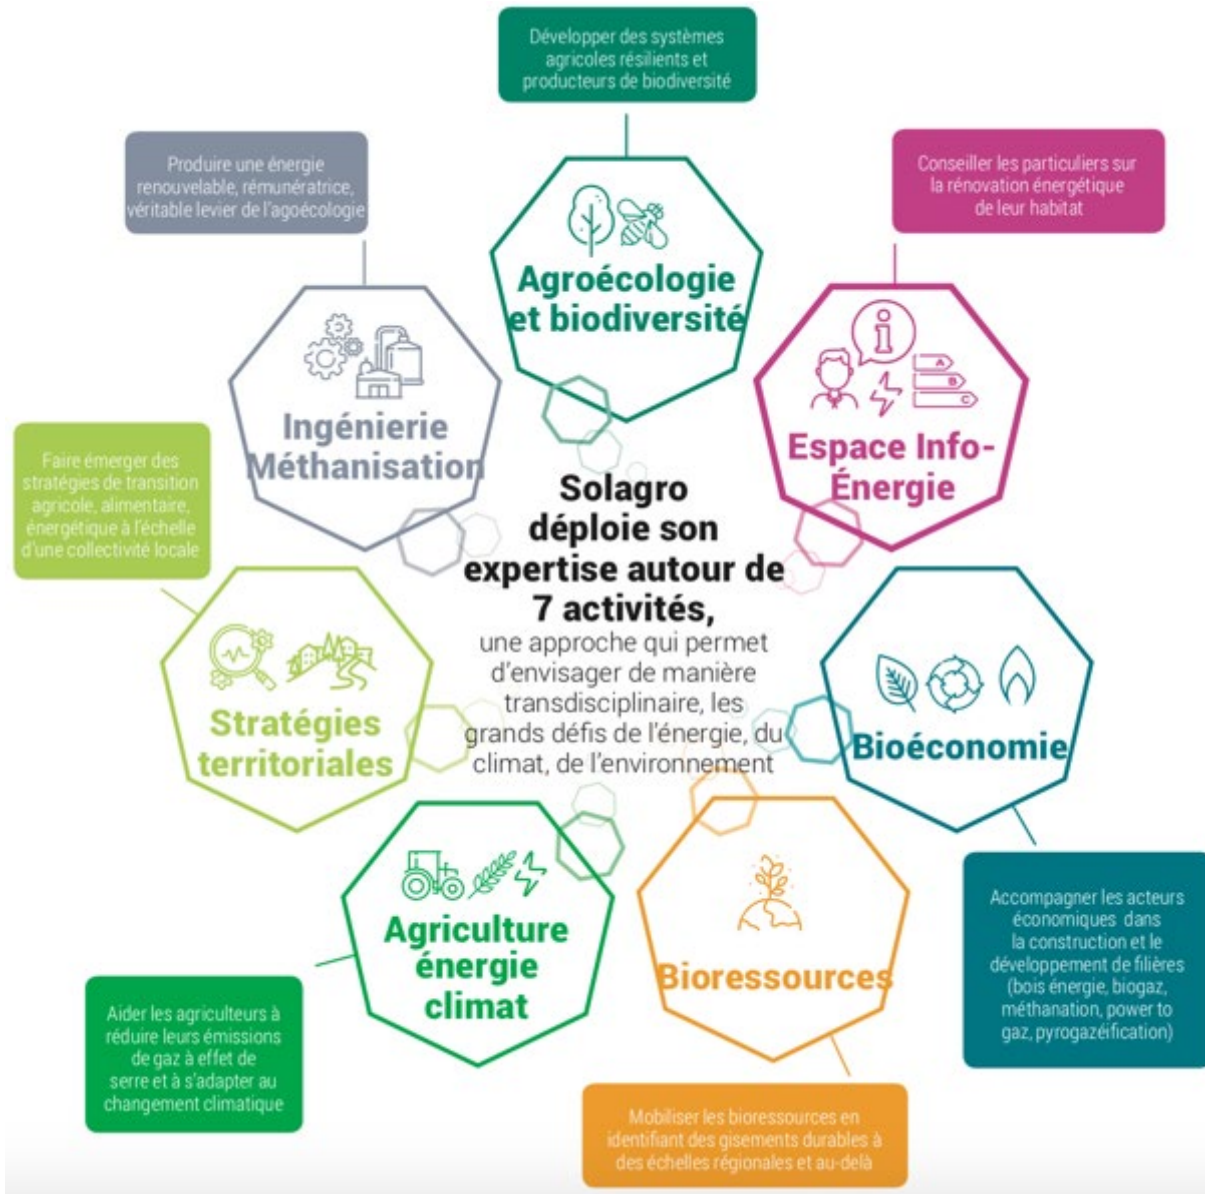 Développer des systèmes
agricoles résilients et
producteurs de biodiversité
Produire une énergie
renouvelable, rémunératrice,
véritable levier de l'agoécologie
Conseiller les particuliers sur
la rénovation énergétique
de leur habitat
Agroécologie
et biodiversité
Ingénierie
Méthanisation
A
B
C
Espace Info-
Énergie
Faire émerger des
stratégies de transition
agricole, alimentaire,
énergétique à l'échelle
d'une collectivité locale
Solagro
déploie son
expertise autour de
7 activités,
une approche qui permet
d'envisager de manière
transdisciplinaire, les
grands défis de l'énergie, du
climat, de l'environnement
Stratégies
territoriales
Bioéconomie
Agriculture
énergie
climat
Bioressources
Accompagner les acteurs
économiques dans
la construction et le
développement de filières
(bois énergie, biogaz,
méthanation, power to
gaz, pyrogazéification)
Aider les agriculteurs à
réduire leurs émissions
de gaz à effet de
serre et à s'adapter au
changement climatique
Mobiliser les bioressources en
identifiant des gisements durables à
des échelles régionales et au-delà